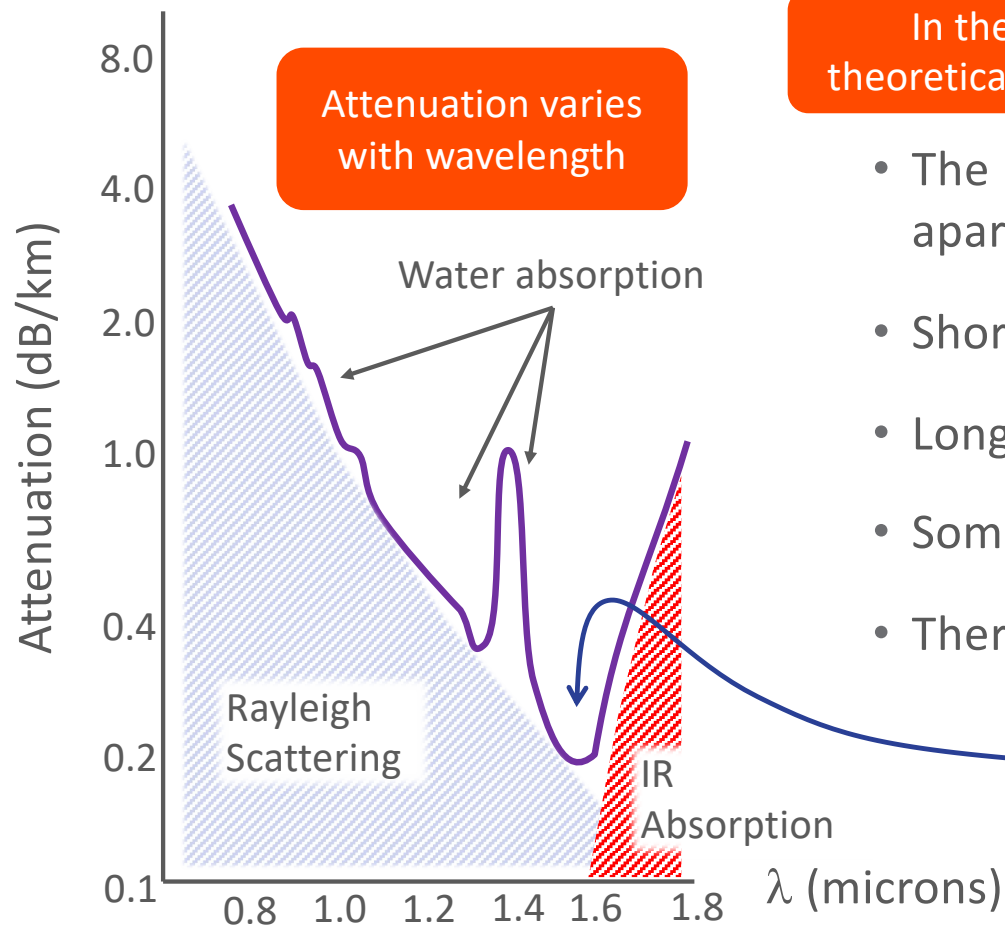 In the
theoretica
Attenuation varies
with wavelength
8.0
4.0
2.0
1.0
0.4
0.2
0.1
Attenuation (dB/km)
Water absorption
• The
apar
• Shor
• Long
• Som
• Ther
Rayleigh
Scattering
IR
Absorption
0.8 1.0 1.2 1.4 1.6 1.8
λ (microns)